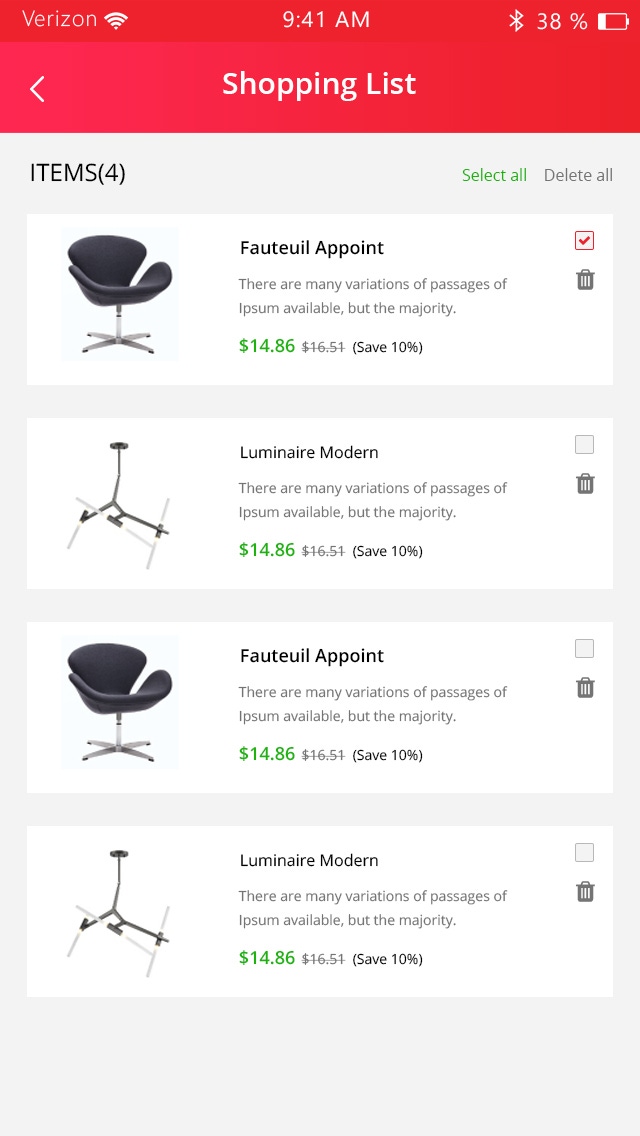 Verizon 9:41 AM 38 %
Shopping List
ITEMS(4) Select all Delete all
Fauteuil Appoint
There are many variations of passages of
Ipsum available, but the majority.
$14.86 $16.51 (Save 10%)
Luminaire Modern
There are many variations of passages of
Ipsum available, but the majority.
$14.86 $16.51 (Save 10%)
Fauteuil Appoint
There are many variations of passages of
Ipsum available, but the majority.
$14.86 $16.51 (Save 10%)
Luminaire Modern
There are many variations of passages of
Ipsum available, but the majority.
$14.86 $16.51 (Save 10%)